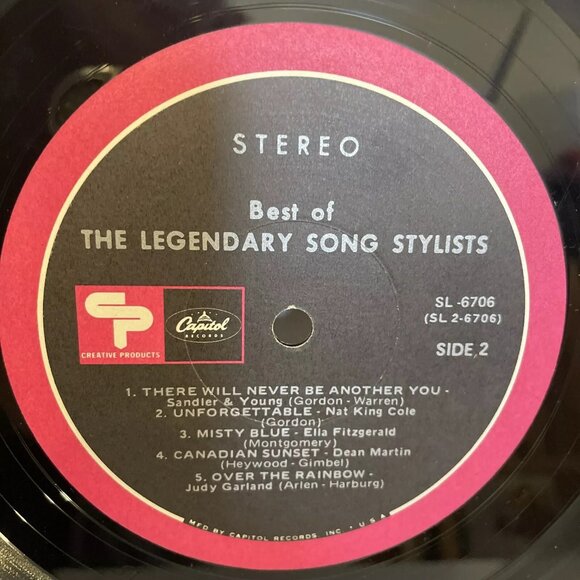 STEREO
Best of
THE LEGENDARY SONG STYLISTS
SL-6706
(SL 2-6706)
SIDE 2
CP
CREATIVE PRODUCTS
Capitol
RECORDS
1. THERE WILL NEVER BE ANOTHER YOU -
Sandler & Young (Gordon - Warren)
2. UNFORGETTABLE - Nat King Cole
(Gordon)
3. MISTY BLUE - Ella Fitzgerald
(Montgomery)
4. CANADIAN SUNSET - Dean Martin
(Heywood - Gimbel)
5. OVER THE RAINBOW -
Judy Garland (Arlen - Harburg)
MFD BY CAPITOL RECORDS, INC. • U.S.A.